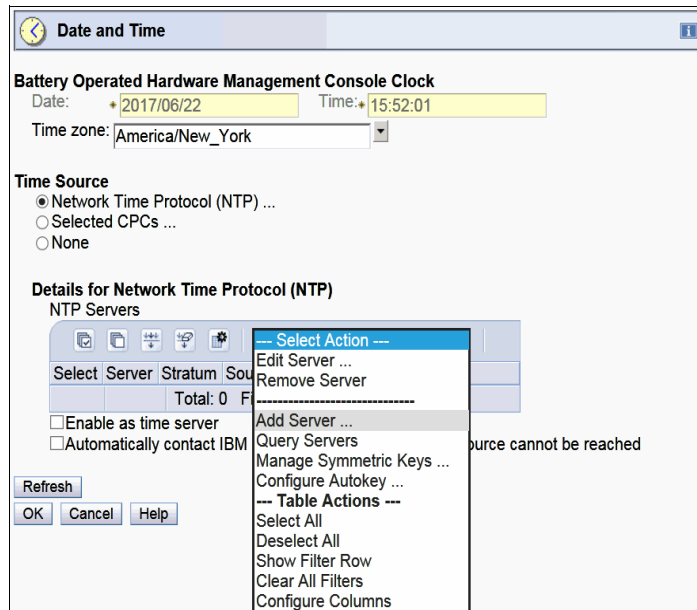 Date and Time
Battery Operated Hardware Management Console Clock
Date: 2017/06/22 Time: 15:52:01
Time zone: America/New_York
Time Source
Network Time Protocol (NTP) ...
Selected CPCs ...
None
Details for Network Time Protocol (NTP)
NTP Servers
--- Select Action ---
Edit Server ...
Remove Server
------------------------------
Add Server ...
Query Servers
Manage Symmetric Keys ...
Configure Autokey ...
--- Table Actions ---
Select All
Deselect All
Show Filter Row
Clear All Filters
Configure Columns
Select Server Stratum Sou
Total: 0 Fi
Enable as time server
Automatically contact IBM ource cannot be reached
Refresh
OK Cancel Help